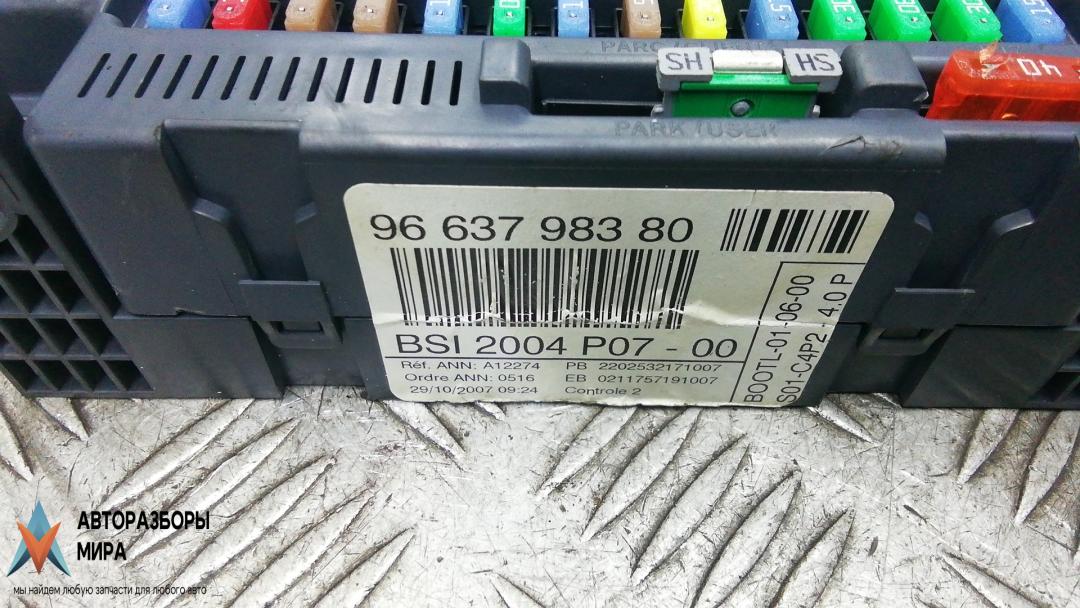 PARC / USER
SH HS
40
PARK / USER
96 637 983 80
BSI 2004 P07 - 00
Réf. ANN: A12274 PB 2202532171007
Ordre ANN: 0516 EB 0211757191007
29/10/2007 09:24 Controle 2
BOOTL-01-06-00
S01-C4P2 - 4.0 P
АВТОРАЗБОРЫ
МИРА
мы найдем любую запчасти для любого авто